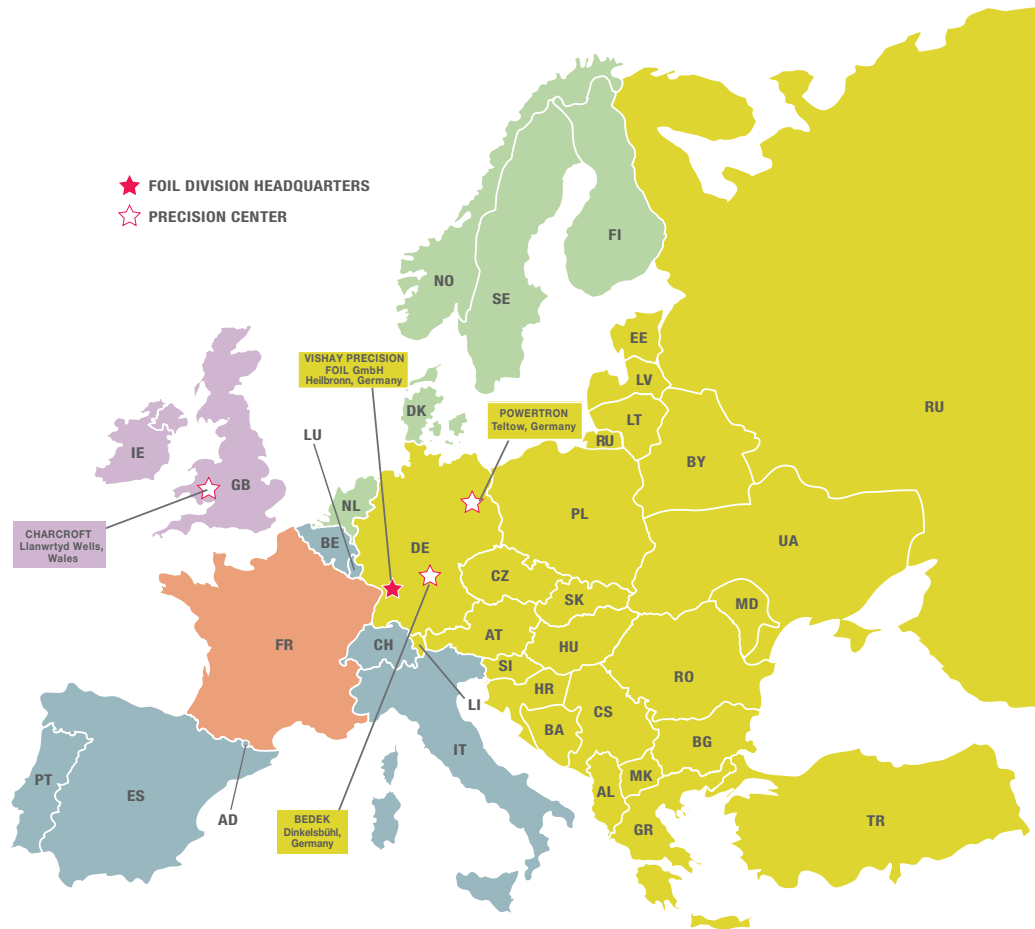 FOIL DIVISION HEADQUARTERS
PRECISION CENTER
FI
NO
SE
EE
VISHAY PRECISION
FOIL GmbH
Heilbronn, Germany
LV
DK
RU
POWERTRON
Teltow, Germany
LT
LU
RU
IE
BY
GB
NL
PL
CHARCROFT
Llanwrtyd Wells,
Wales
BE
DE
UA
CZ
SK
MD
AT
FR
CH
HU
SI
RO
HR
LI
CS
BA
BG
IT
PT
MK
ES
AL
AD
BEDEK
Dinkelsbühl,
Germany
TR
GR